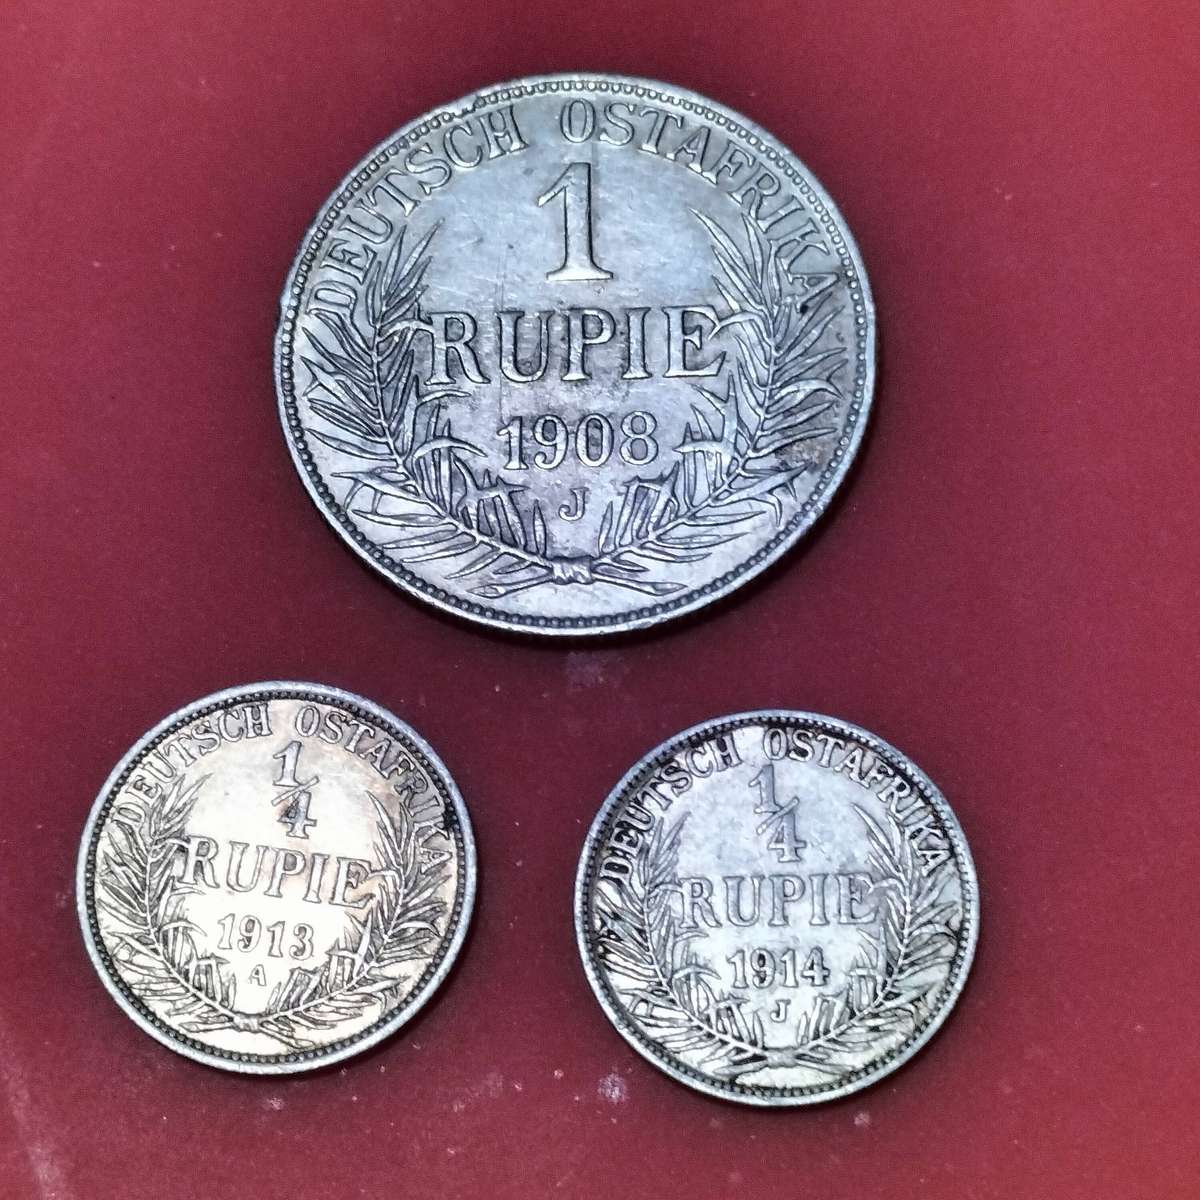 DEUTSCH OSTAFRIKA
1
RUPIE
1908
J
DEUTSCH OSTAFRIKA
1/4
RUPIE
1913
A
DEUTSCH OSTAFRIKA
1/4
RUPIE
1914
J